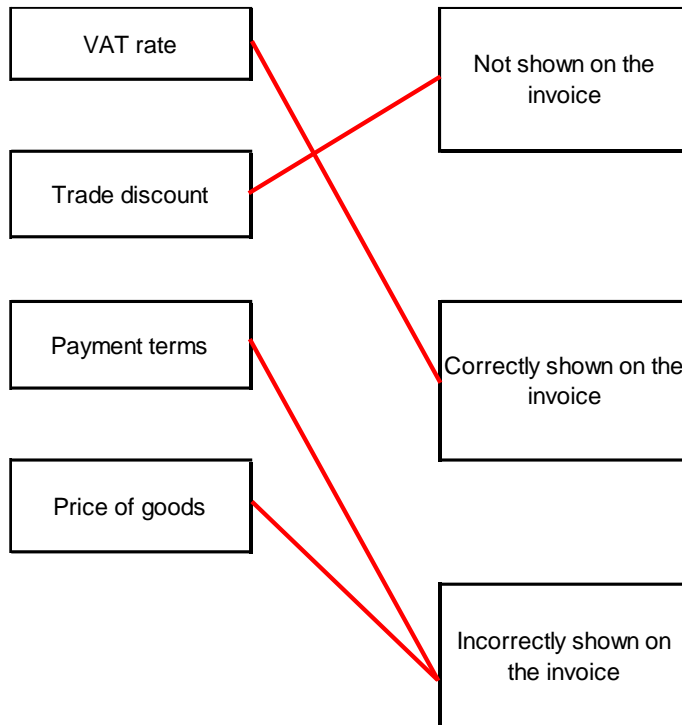 VAT rate
Not shown on the
invoice
Trade discount
Payment terms
Correctly shown on the
invoice
Price of goods
Incorrectly shown on
the invoice